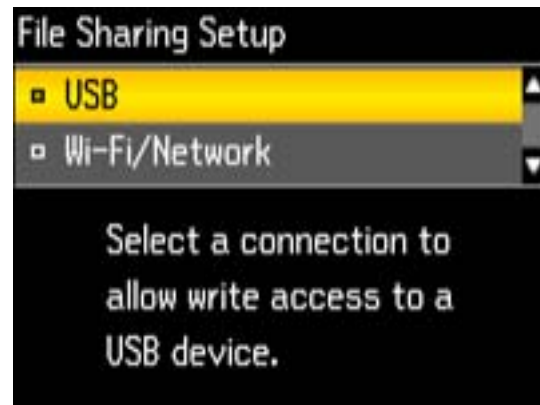 File Sharing Setup
USB
Wi-Fi/Network
Select a connection to
allow write access to a
USB device.